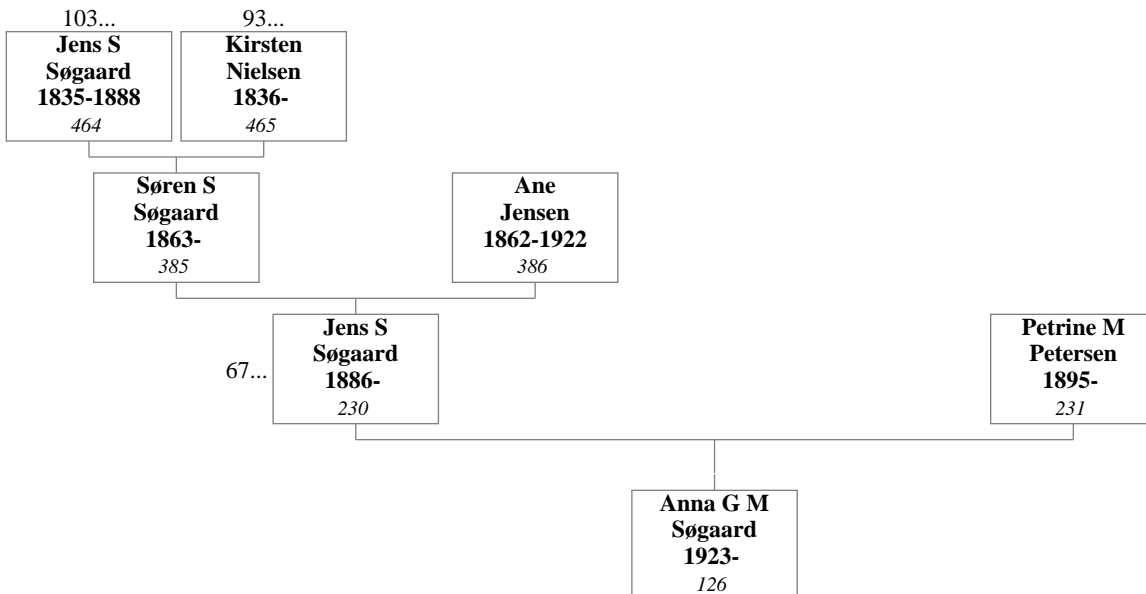 103...
93...
Jens S
Søgaard
1835-1888
464
Kirsten
Nielsen
1836-
465
Søren S
Søgaard
1863-
385
Ane
Jensen
1862-1922
386
67...
Jens S
Søgaard
1886-
230
Petrine M
Petersen
1895-
231
Anna G M
Søgaard
1923-
126